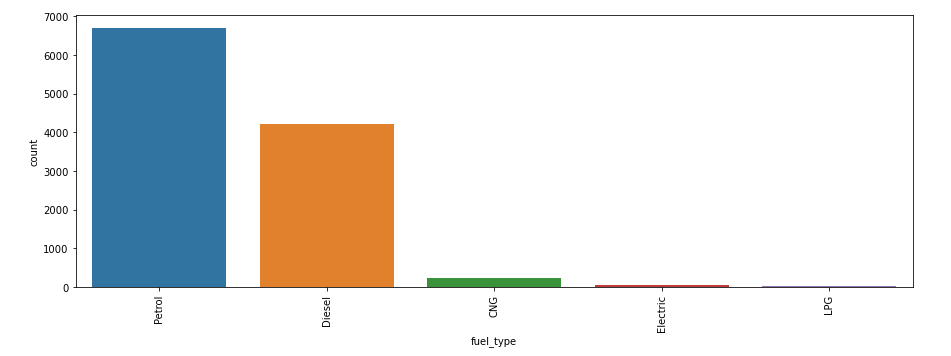 7000
6000
5000
4000
3000
2000
1000
0
count
Petrol
Diesel
CNG
Electric
LPG
fuel_type